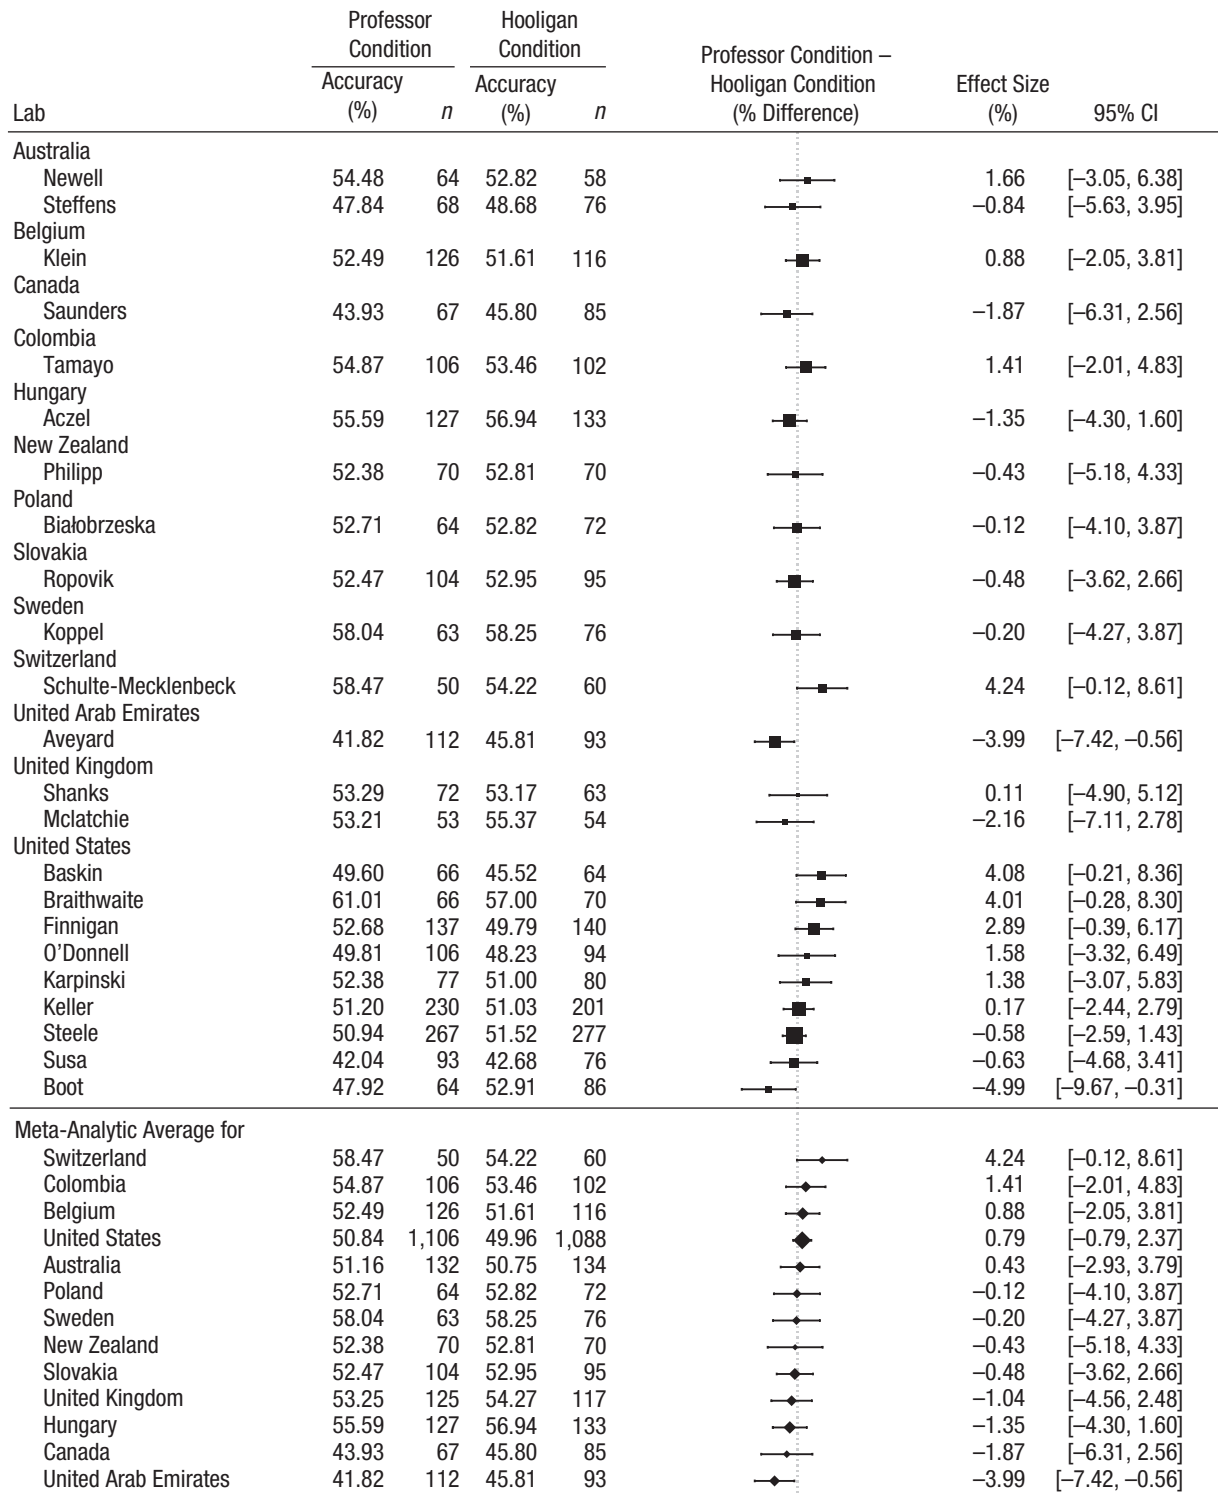 Professor Condition Hooligan Condition Professor Condition – Hooligan Condition (% Difference)
Lab Accuracy (%) n Accuracy (%) n Effect Size (%) 95% CI
Australia
Newell 54.48 64 52.82 58 1.66 [–3.05, 6.38]
Steffens 47.84 68 48.68 76 –0.84 [–5.63, 3.95]
Belgium
Klein 52.49 126 51.61 116 0.88 [–2.05, 3.81]
Canada
Saunders 43.93 67 45.80 85 –1.87 [–6.31, 2.56]
Colombia
Tamayo 54.87 106 53.46 102 1.41 [–2.01, 4.83]
Hungary
Aczel 55.59 127 56.94 133 –1.35 [–4.30, 1.60]
New Zealand
Philipp 52.38 70 52.81 70 –0.43 [–5.18, 4.33]
Poland
Białobrzeska 52.71 64 52.82 72 –0.12 [–4.10, 3.87]
Slovakia
Ropovik 52.47 104 52.95 95 –0.48 [–3.62, 2.66]
Sweden
Koppel 58.04 63 58.25 76 –0.20 [–4.27, 3.87]
Switzerland
Schulte-Mecklenbeck 58.47 50 54.22 60 4.24 [–0.12, 8.61]
United Arab Emirates
Aveyard 41.82 112 45.81 93 –3.99 [–7.42, –0.56]
United Kingdom
Shanks 53.29 72 53.17 63 0.11 [–4.90, 5.12]
Mclatchie 53.21 53 55.37 54 –2.16 [–7.11, 2.78]
United States
Baskin 49.60 66 45.52 64 4.08 [–0.21, 8.36]
Braithwaite 61.01 66 57.00 70 4.01 [–0.28, 8.30]
Finnigan 52.68 137 49.79 140 2.89 [–0.39, 6.17]
O’Donnell 49.81 106 48.23 94 1.58 [–3.32, 6.49]
Karpinski 52.38 77 51.00 80 1.38 [–3.07, 5.83]
Keller 51.20 230 51.03 201 0.17 [–2.44, 2.79]
Steele 50.94 267 51.52 277 –0.58 [–2.59, 1.43]
Susa 42.04 93 42.68 76 –0.63 [–4.68, 3.41]
Boot 47.92 64 52.91 86 –4.99 [–9.67, –0.31]
Meta-Analytic Average for
Switzerland 58.47 50 54.22 60 4.24 [–0.12, 8.61]
Colombia 54.87 106 53.46 102 1.41 [–2.01, 4.83]
Belgium 52.49 126 51.61 116 0.88 [–2.05, 3.81]
United States 50.84 1,106 49.96 1,088 0.79 [–0.79, 2.37]
Australia 51.16 132 50.75 134 0.43 [–2.93, 3.79]
Poland 52.71 64 52.82 72 –0.12 [–4.10, 3.87]
Sweden 58.04 63 58.25 76 –0.20 [–4.27, 3.87]
New Zealand 52.38 70 52.81 70 –0.43 [–5.18, 4.33]
Slovakia 52.47 104 52.95 95 –0.48 [–3.62, 2.66]
United Kingdom 53.25 125 54.27 117 –1.04 [–4.56, 2.48]
Hungary 55.59 127 56.94 133 –1.35 [–4.30, 1.60]
Canada 43.93 67 45.80 85 –1.87 [–6.31, 2.56]
United Arab Emirates 41.82 112 45.81 93 –3.99 [–7.42, –0.56]